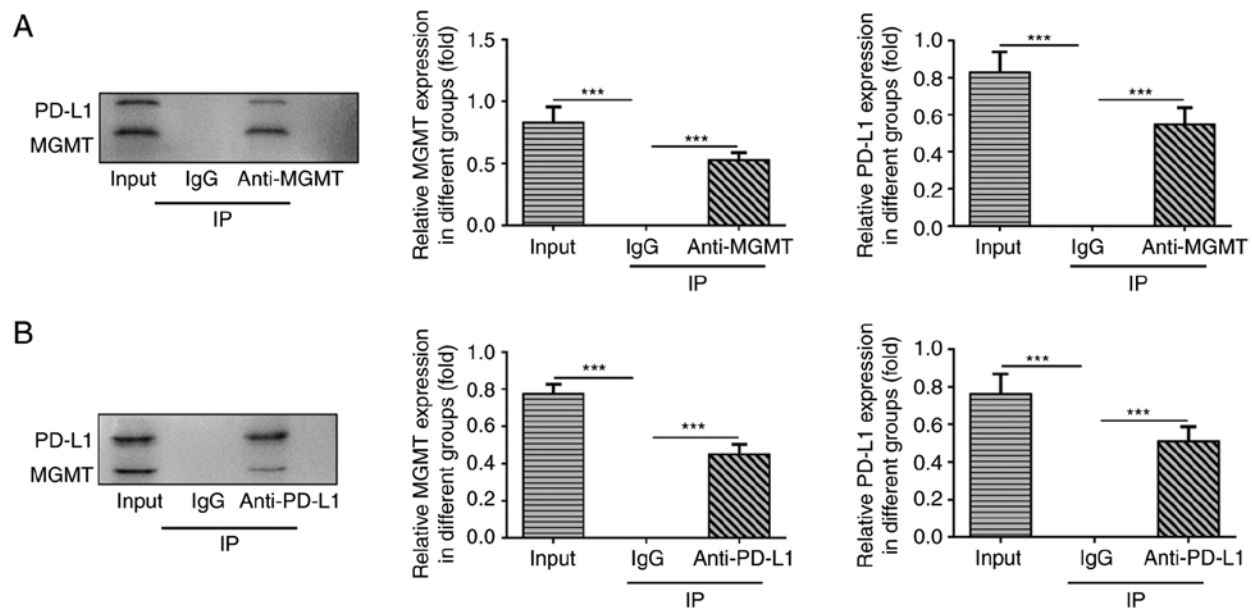 A
PD-L1
MGMT
Input IgG Anti-MGMT
IP
Relative MGMT expression
in different groups (fold)
1.5
1.0
0.5
0.0
***
***
Input IgG Anti-MGMT
IP
Relative PD-L1 expression
in different groups (fold)
1.0
0.8
0.6
0.4
0.2
0.0
***
***
Input IgG Anti-MGMT
IP
B
PD-L1
MGMT
Input IgG Anti-PD-L1
IP
Relative MGMT expression
in different groups (fold)
1.0
0.8
0.6
0.4
0.2
0.0
***
***
Input IgG Anti-PD-L1
IP
Relative PD-L1 expression
in different groups (fold)
1.0
0.8
0.6
0.4
0.2
0.0
***
***
Input IgG Anti-PD-L1
IP